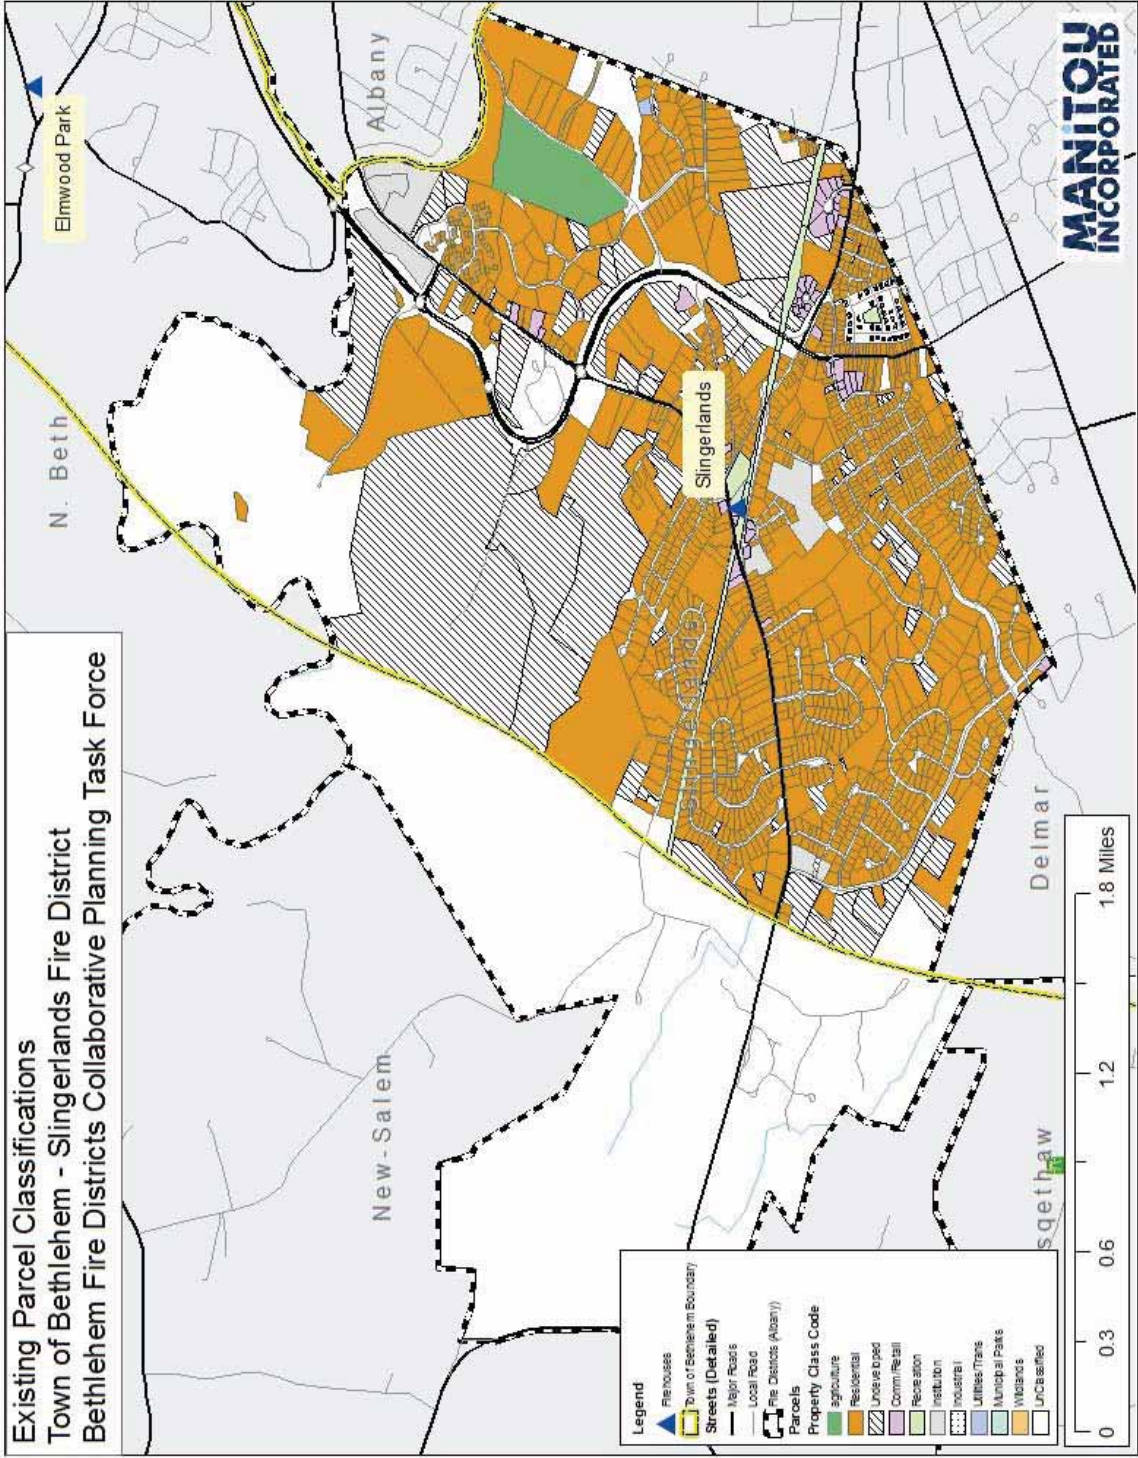 Existing Parcel Classifications
Town of Bethlehem - Slingerlands Fire District
Bethlehem Fire Districts Collaborative Planning Task Force
N. Beth
Elmwood Park
Albany
Slingerlands
Slingerlands
New-Salem
Delmar
sqethaw
Legend
Firehouses
Town of Bethlehem Boundary
Streets (Detailed)
Major Roads
Local Road
Fire Districts (Albany)
Parcels
Property Class Code
agriculture
Residential
Undeveloped
Comm/Retail
Recreation
Institution
Industrial
Utilities/Trans
Municipal Parks
Wildlands
UnClassified
0 0.3 0.6 1.2 1.8 Miles
MANiTOU
INCORPORATED